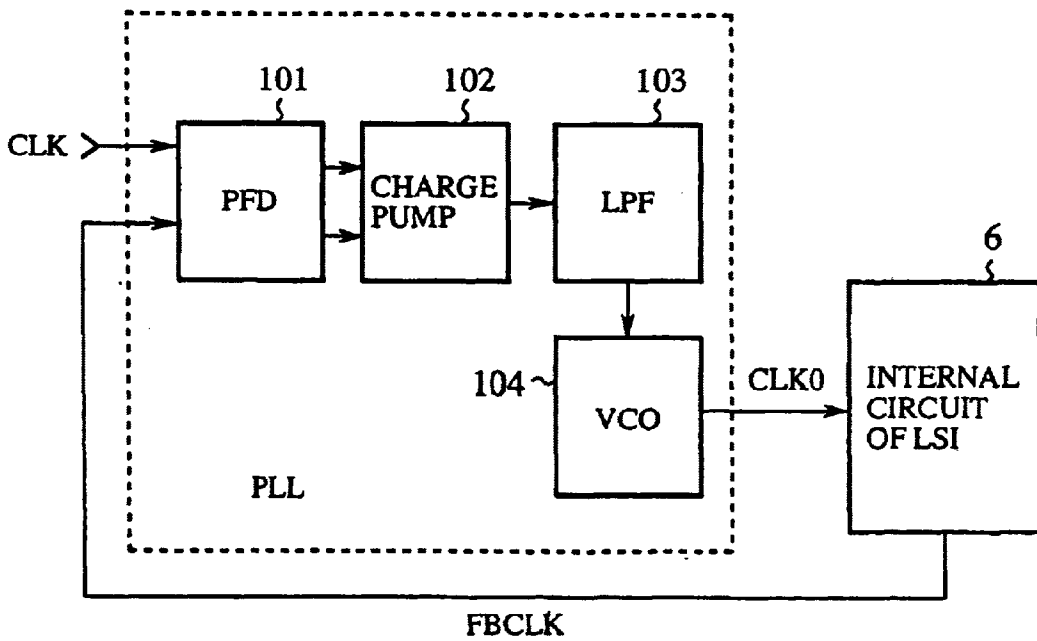 101
102
103
CLK
PFD
CHARGE
PUMP
LPF
6
104
VCO
CLK0
INTERNAL
CIRCUIT
OF LSI
PLL
FBCLK